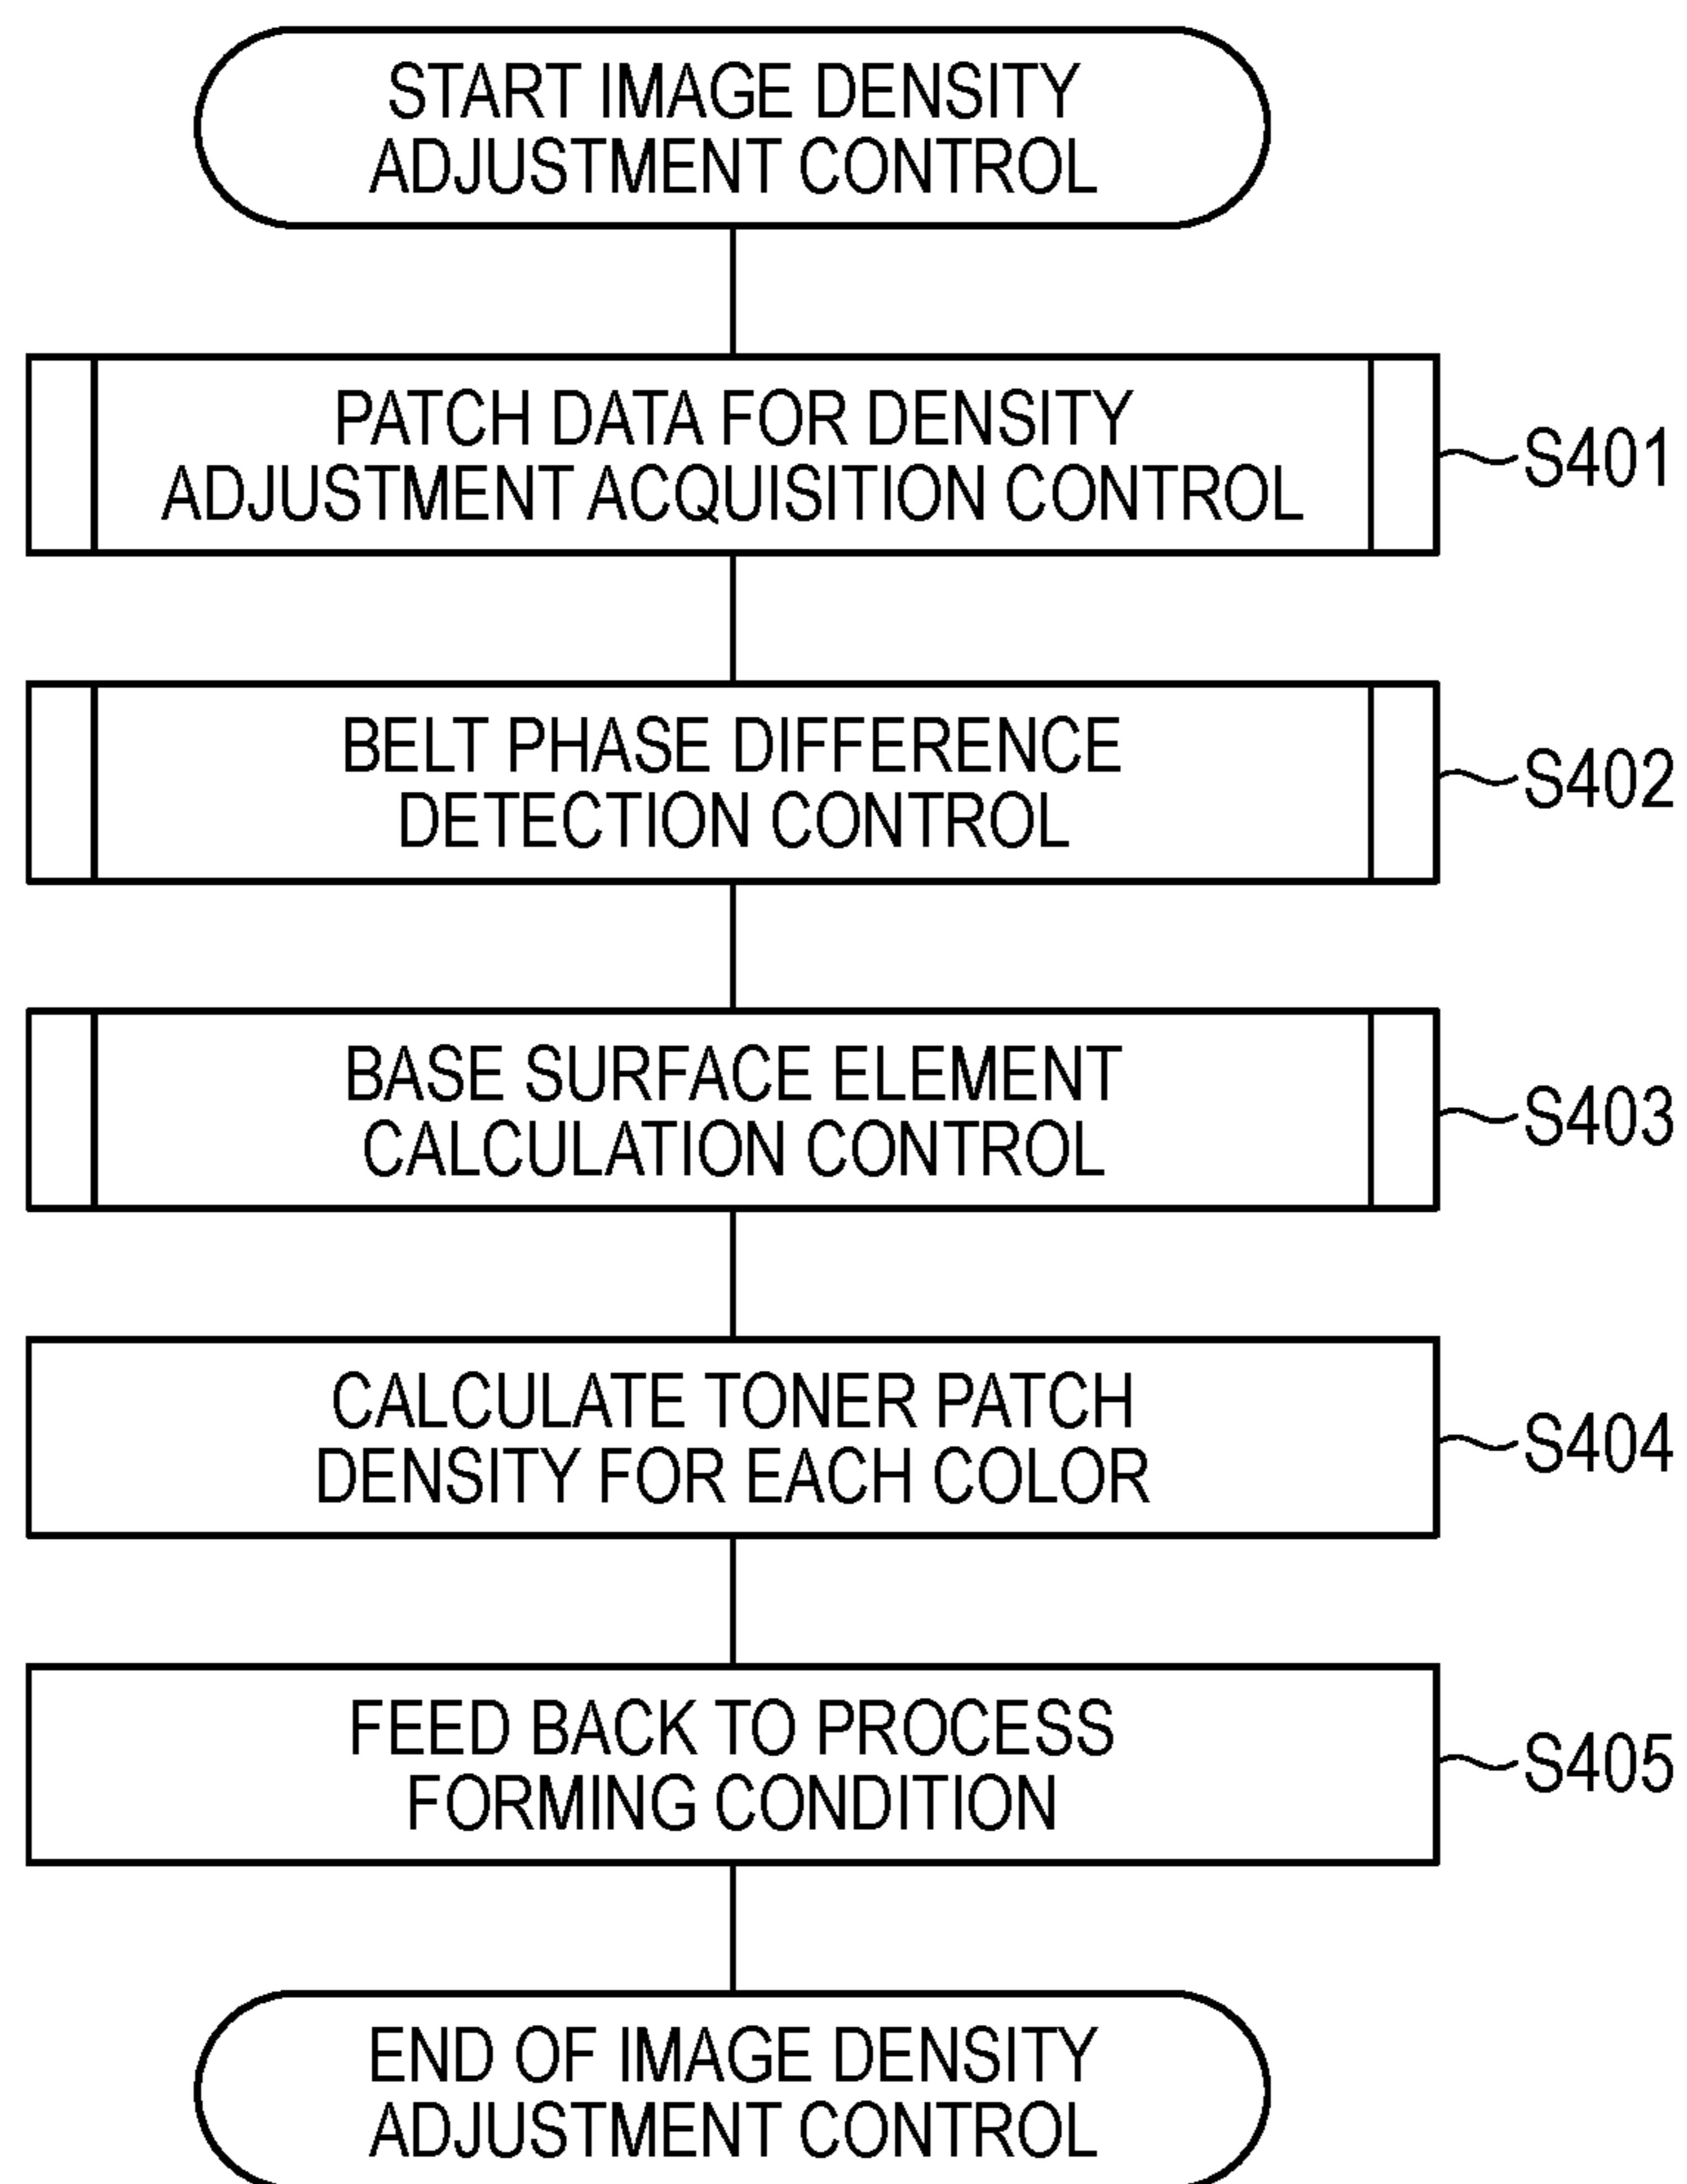 START IMAGE DENSITY
ADJUSTMENT CONTROL
PATCH DATA FOR DENSITY
ADJUSTMENT ACQUISITION CONTROL
S401
BELT PHASE DIFFERENCE
DETECTION CONTROL
S402
BASE SURFACE ELEMENT
CALCULATION CONTROL
S403
CALCULATE TONER PATCH
DENSITY FOR EACH COLOR
S404
FEED BACK TO PROCESS
FORMING CONDITION
S405
END OF IMAGE DENSITY
ADJUSTMENT CONTROL